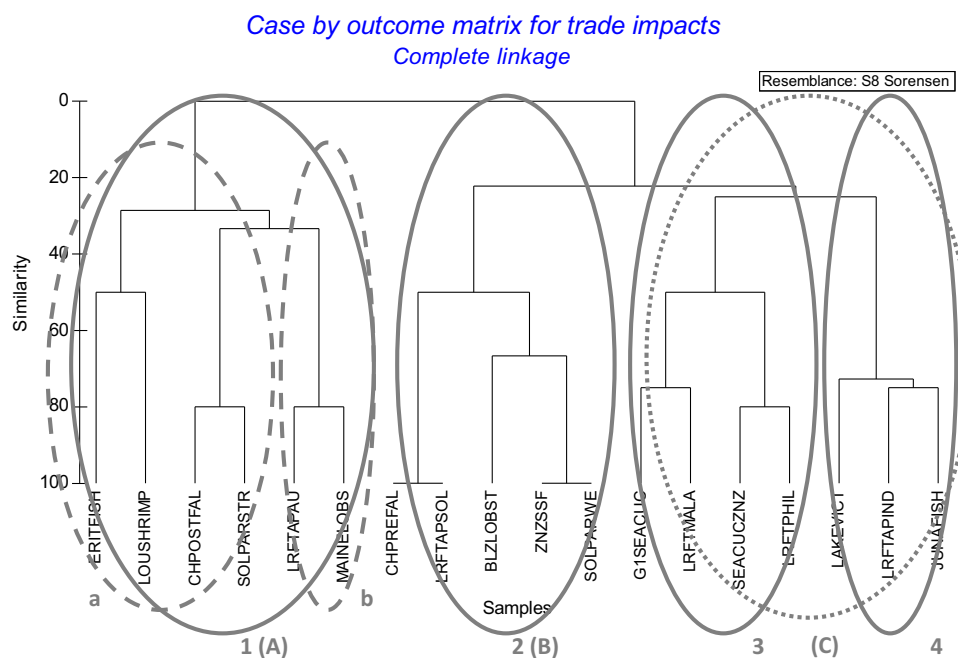 Case by outcome matrix for trade impacts
Complete linkage
Resemblance: S8 Sorensen
0
20
40
60
80
100
Similarity
ERITFISH
LOUSHRIMP
CHPOSTFAL
SOLPARSTR
LRFTAPAU
MAINELOBS
CHPREFAL
LRFTAPSOL
BLZLOBST
ZNZSSF
SOLPARWE
G1SEACUC
LRFTMALA
SEACUCZNZ
LRFTPHIL
LAKEVICT
LRFTAPIND
JUNAFISH
a
b
Samples
1 (A)
2 (B)
3
(C)
4